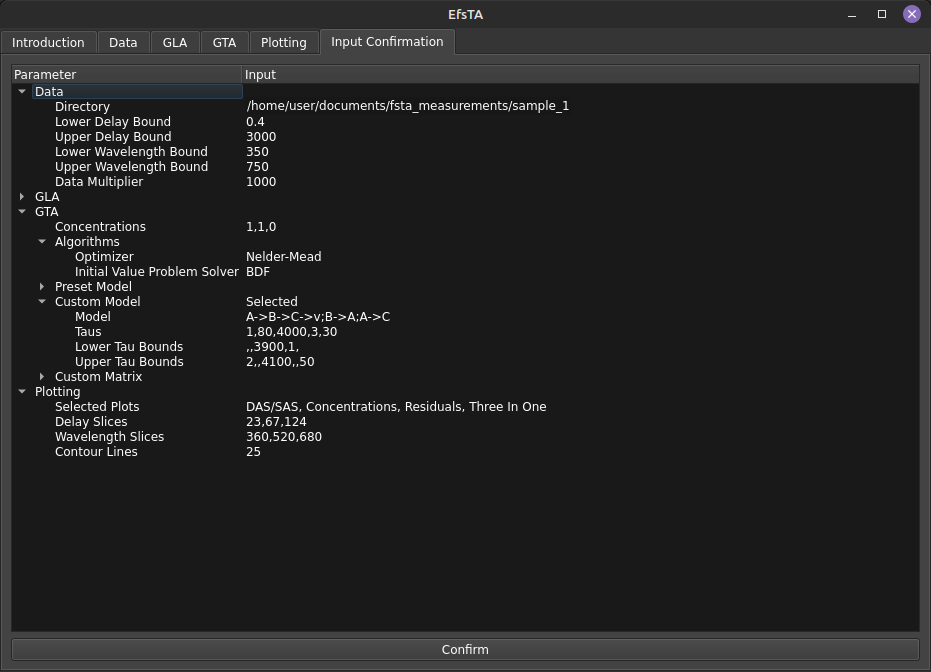 EfsTA
Introduction Data GLA GTA Plotting Input Confirmation
Parameter Input
Data
Directory /home/user/documents/fsta_measurements/sample_1
Lower Delay Bound 0.4
Upper Delay Bound 3000
Lower Wavelength Bound 350
Upper Wavelength Bound 750
Data Multiplier 1000
GLA
GTA
Concentrations 1,1,0
Algorithms
Optimizer Nelder-Mead
Initial Value Problem Solver BDF
Preset Model
Custom Model Selected
Model A->B->C->v;B->A;A->C
Taus 1,80,4000,3,30
Lower Tau Bounds ,,3900,1,
Upper Tau Bounds 2,,4100,,50
Custom Matrix
Plotting
Selected Plots DAS/SAS, Concentrations, Residuals, Three In One
Delay Slices 23,67,124
Wavelength Slices 360,520,680
Contour Lines 25
Confirm